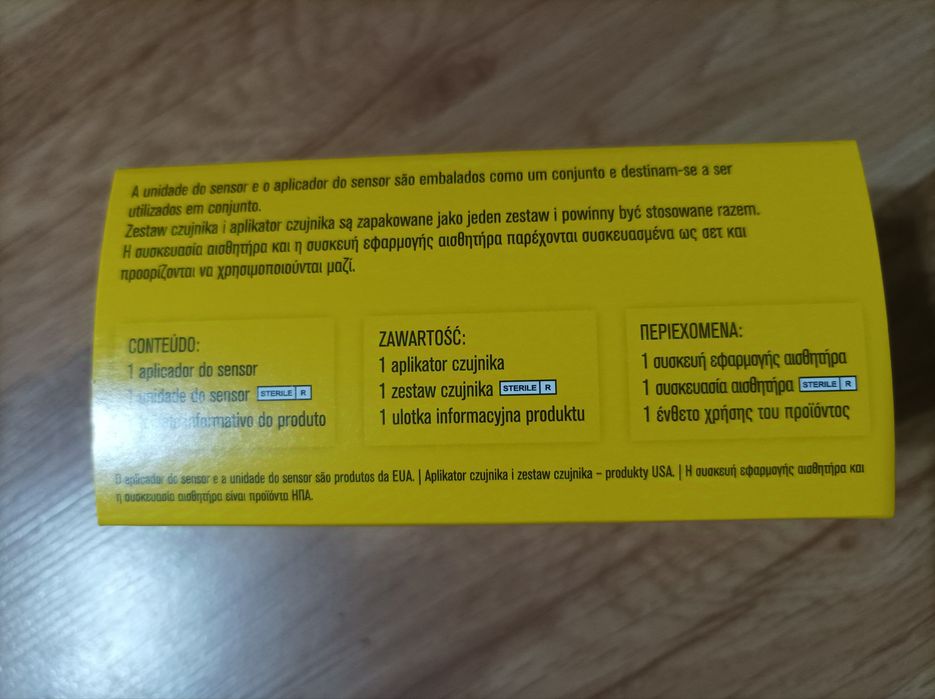 A unidade do sensor e o aplicador do sensor são embalados como um conjunto e destinam-se a ser
utilizados em conjunto.
Zestaw czujnika i aplikator czujnika są zapakowane jako jeden zestaw i powinny być stosowane razem.
Η συσκευασία αισθητήρα και η συσκευή εφαρμογής αισθητήρα παρέχονται συσκευασμένα ως σετ και
προορίζονται να χρησιμοποιούνται μαζί.
CONTEÚDO:
1 aplicador do sensor
1 unidade do sensor STERILE R
informativo do produto
ZAWARTOŚĆ:
1 aplikator czujnika
1 zestaw czujnika STERILE R
1 ulotka informacyjna produktu
ΠΕΡΙΕΧΟΜΕΝΑ:
1 συσκευή εφαρμογής αισθητήρα
1 συσκευασία αισθητήρα STERILE R
1 ένθετο χρήσης του προϊόντος
O aplicador do sensor e a unidade do sensor são produtos da EUA. | Aplikator czujnika i zestaw czujnika – produkty USA. | Η συσκευή εφαρμογής αισθητήρα και
η συσκευασία αισθητήρα είναι προϊόντα ΗΠΑ.